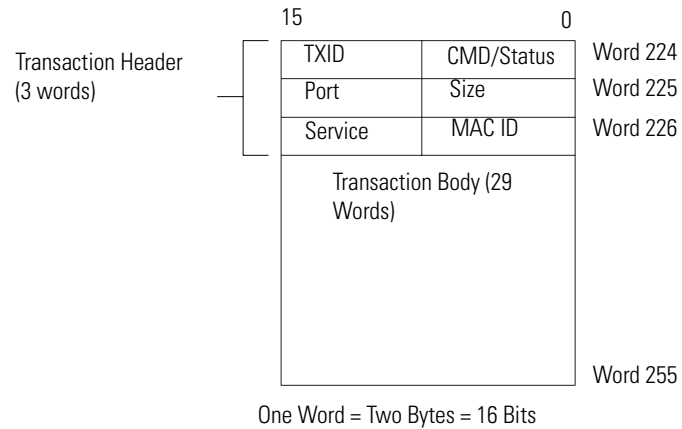 15 0
Transaction Header
(3 words)
TXID CMD/Status Word 224
Port Size Word 225
Service MAC ID Word 226
Transaction Body (29
Words)
Word 255
One Word = Two Bytes = 16 Bits